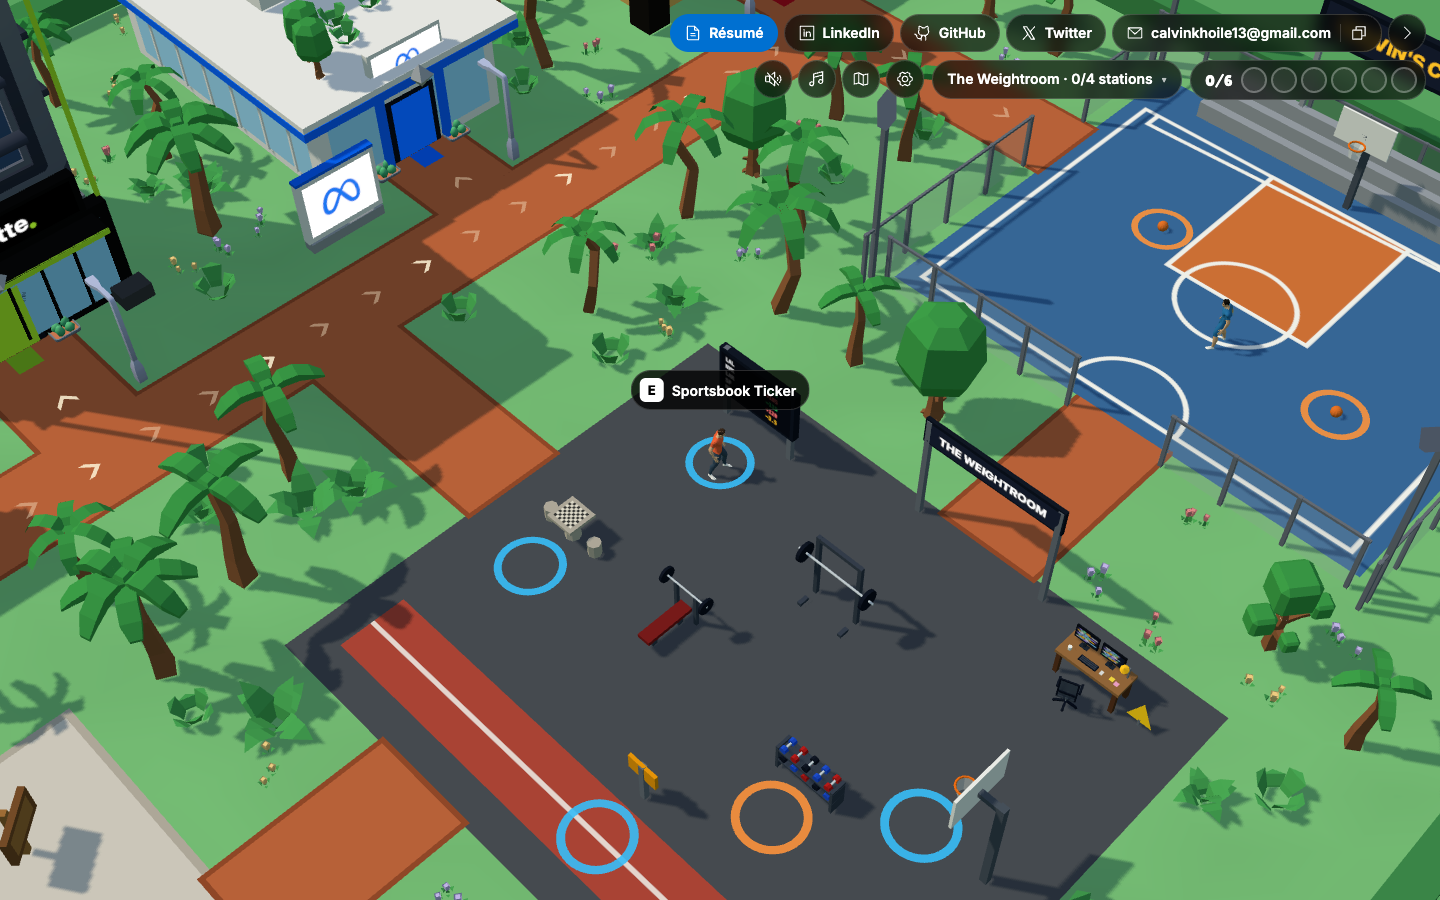 Résumé
LinkedIn
GitHub
Twitter
calvinkhoile13@gmail.com
The Weightroom · 0/4 stations
0/6
VIN'S C
tte.
E Sportsbook Ticker
THE WEIGHTROOM